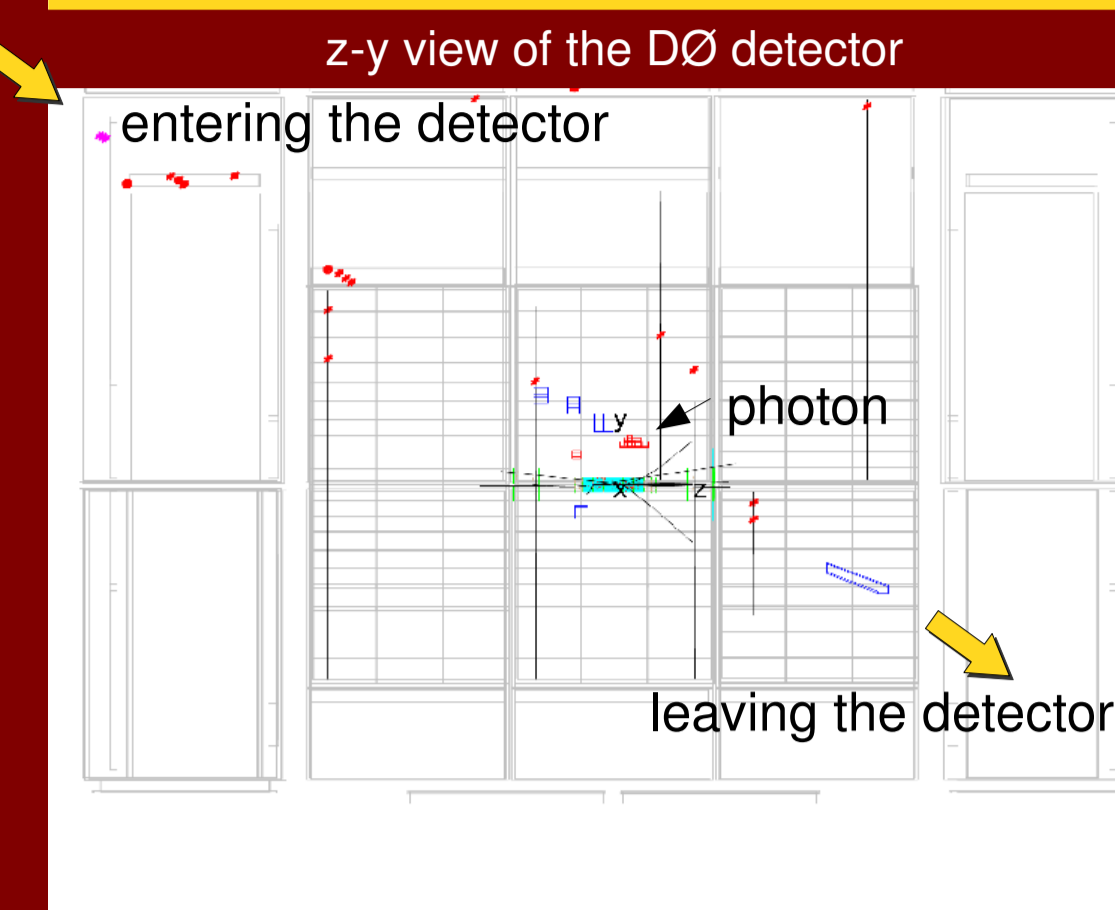 z-y view of the DØ detector
entering the detector
photon
y
x
z
leaving the detector